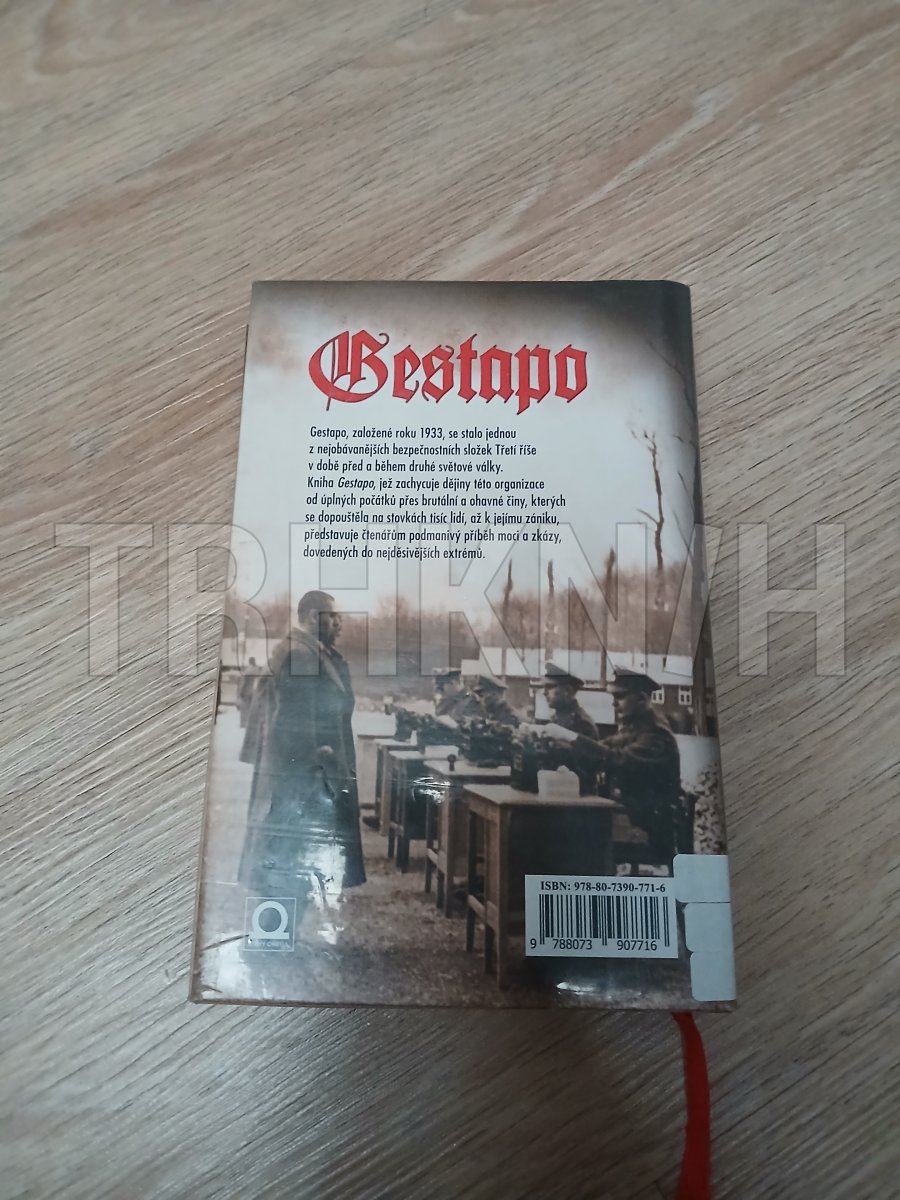 Gestapo
Gestapo, založené roku 1933, se stalo jednou
z nejobávanějších bezpečnostních složek Třetí říše
v době před a během druhé světové války.
Kniha Gestapo, jež zachycuje dějiny této organizace
od úplných počátků přes brutální a ohavné činy, kterých
se dopouštěla na stovkách tisíc lidí, až k jejímu zániku,
představuje čtenářům podmanivý příběh moci a zkázy,
dovedených do nejděsivějších extrémů.
TRHKNIH
ISBN: 978-80-7390-771-6
9 788073 907716